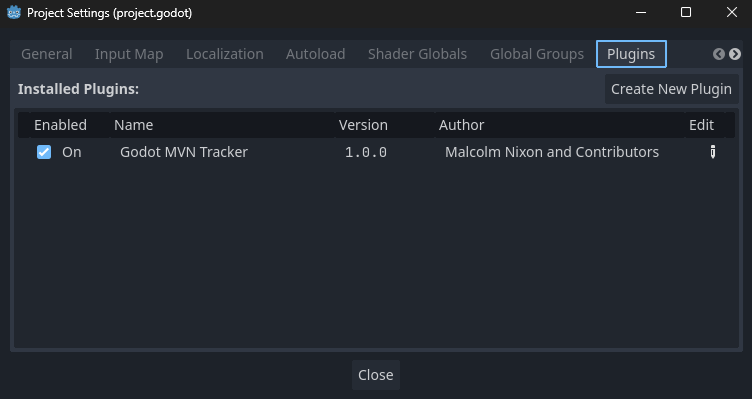 Project Settings (project.godot)
General Input Map Localization Autoload Shader Globals Global Groups Plugins
Installed Plugins: Create New Plugin
Enabled Name Version Author Edit
On Godot MVN Tracker 1.0.0 Malcolm Nixon and Contributors
Close